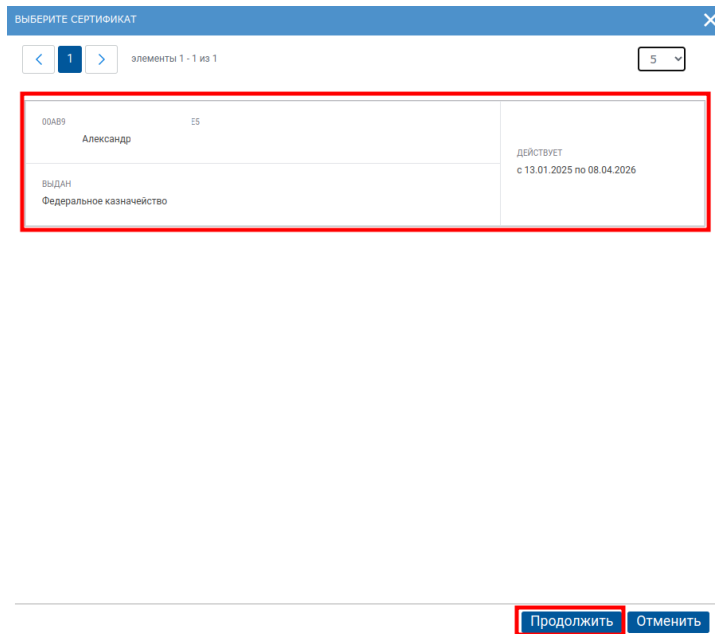 ВЫБЕРИТЕ СЕРТИФИКАТ
1
элементы 1 - 1 из 1
5
00AB9 E5
Александр
ВЫДАН
Федеральное казначейство
ДЕЙСТВУЕТ
с 13.01.2025 по 08.04.2026
Продолжить Отменить